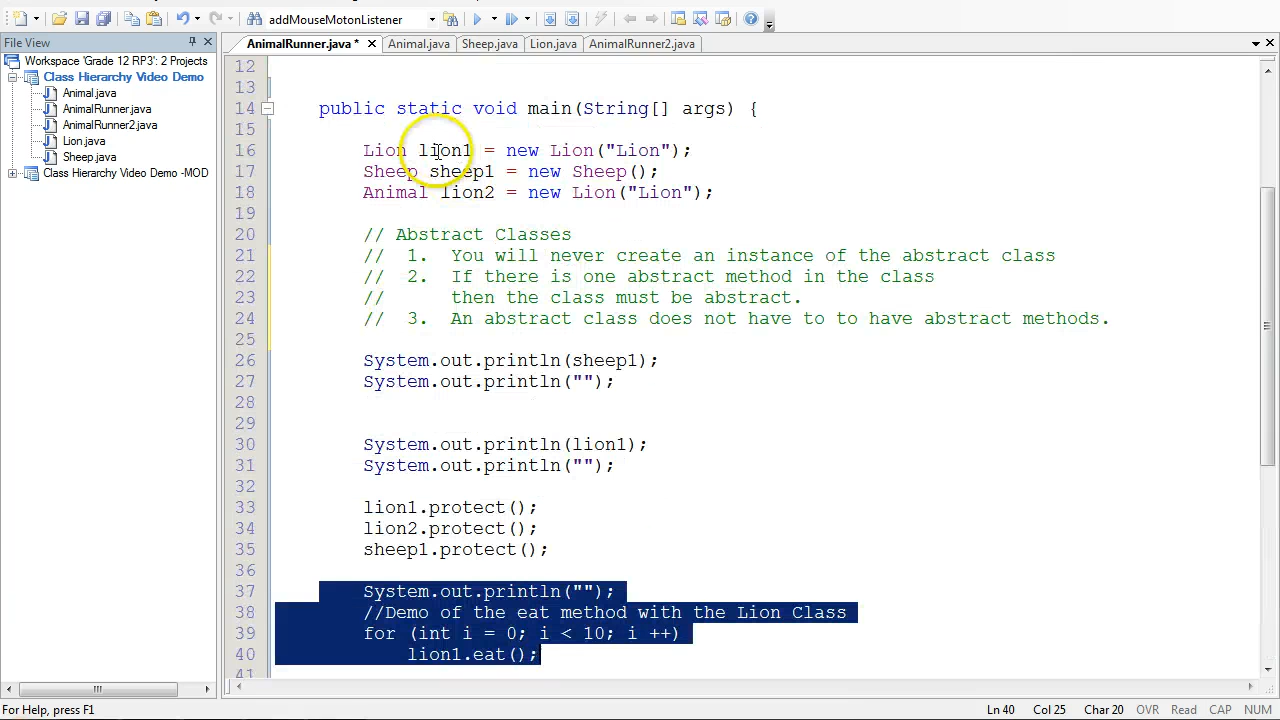 addMouseMotonListener
File View
AnimalRunner.java *
Animal.java
Sheep.java
Lion.java
AnimalRunner2.java
Workspace 'Grade 12 RP3': 2 Projects
Class Hierarchy Video Demo
Animal.java
AnimalRunner.java
AnimalRunner2.java
Lion.java
Sheep.java
Class Hierarchy Video Demo -MOD
12
13
14 public static void main(String[] args) {
15
16 Lion lion1 = new Lion("Lion");
17 Sheep sheep1 = new Sheep();
18 Animal lion2 = new Lion("Lion");
19
20 // Abstract Classes
21 // 1. You will never create an instance of the abstract class
22 // 2. If there is one abstract method in the class
23 // then the class must be abstract.
24 // 3. An abstract class does not have to to have abstract methods.
25
26 System.out.println(sheep1);
27 System.out.println("");
28
29
30 System.out.println(lion1);
31 System.out.println("");
32
33 lion1.protect();
34 lion2.protect();
35 sheep1.protect();
36
37 System.out.println("");
38 //Demo of the eat method with the Lion Class
39 for (int i = 0; i < 10; i ++)
40 lion1.eat();
41
For Help, press F1
Ln 40 Col 25 Char 20 OVR Read CAP NUM